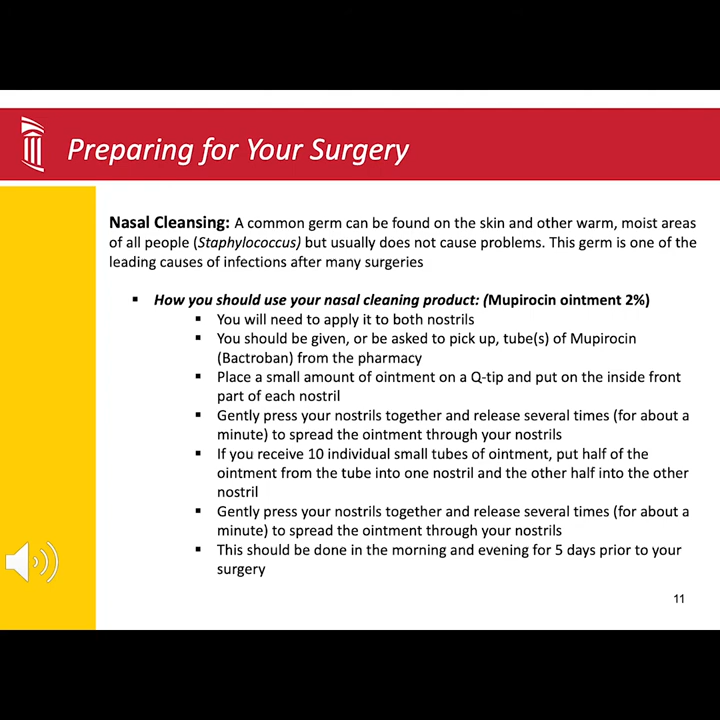 Preparing for Your Surgery
Nasal Cleansing: A common germ can be found on the skin and other warm, moist areas
of all people (Staphylococcus) but usually does not cause problems. This germ is one of the
leading causes of infections after many surgeries
▪ How you should use your nasal cleaning product: (Mupirocin ointment 2%)
▪ You will need to apply it to both nostrils
▪ You should be given, or be asked to pick up, tube(s) of Mupirocin
(Bactroban) from the pharmacy
▪ Place a small amount of ointment on a Q-tip and put on the inside front
part of each nostril
▪ Gently press your nostrils together and release several times (for about a
minute) to spread the ointment through your nostrils
▪ If you receive 10 individual small tubes of ointment, put half of the
ointment from the tube into one nostril and the other half into the other
nostril
▪ Gently press your nostrils together and release several times (for about a
minute) to spread the ointment through your nostrils
▪ This should be done in the morning and evening for 5 days prior to your
surgery
11